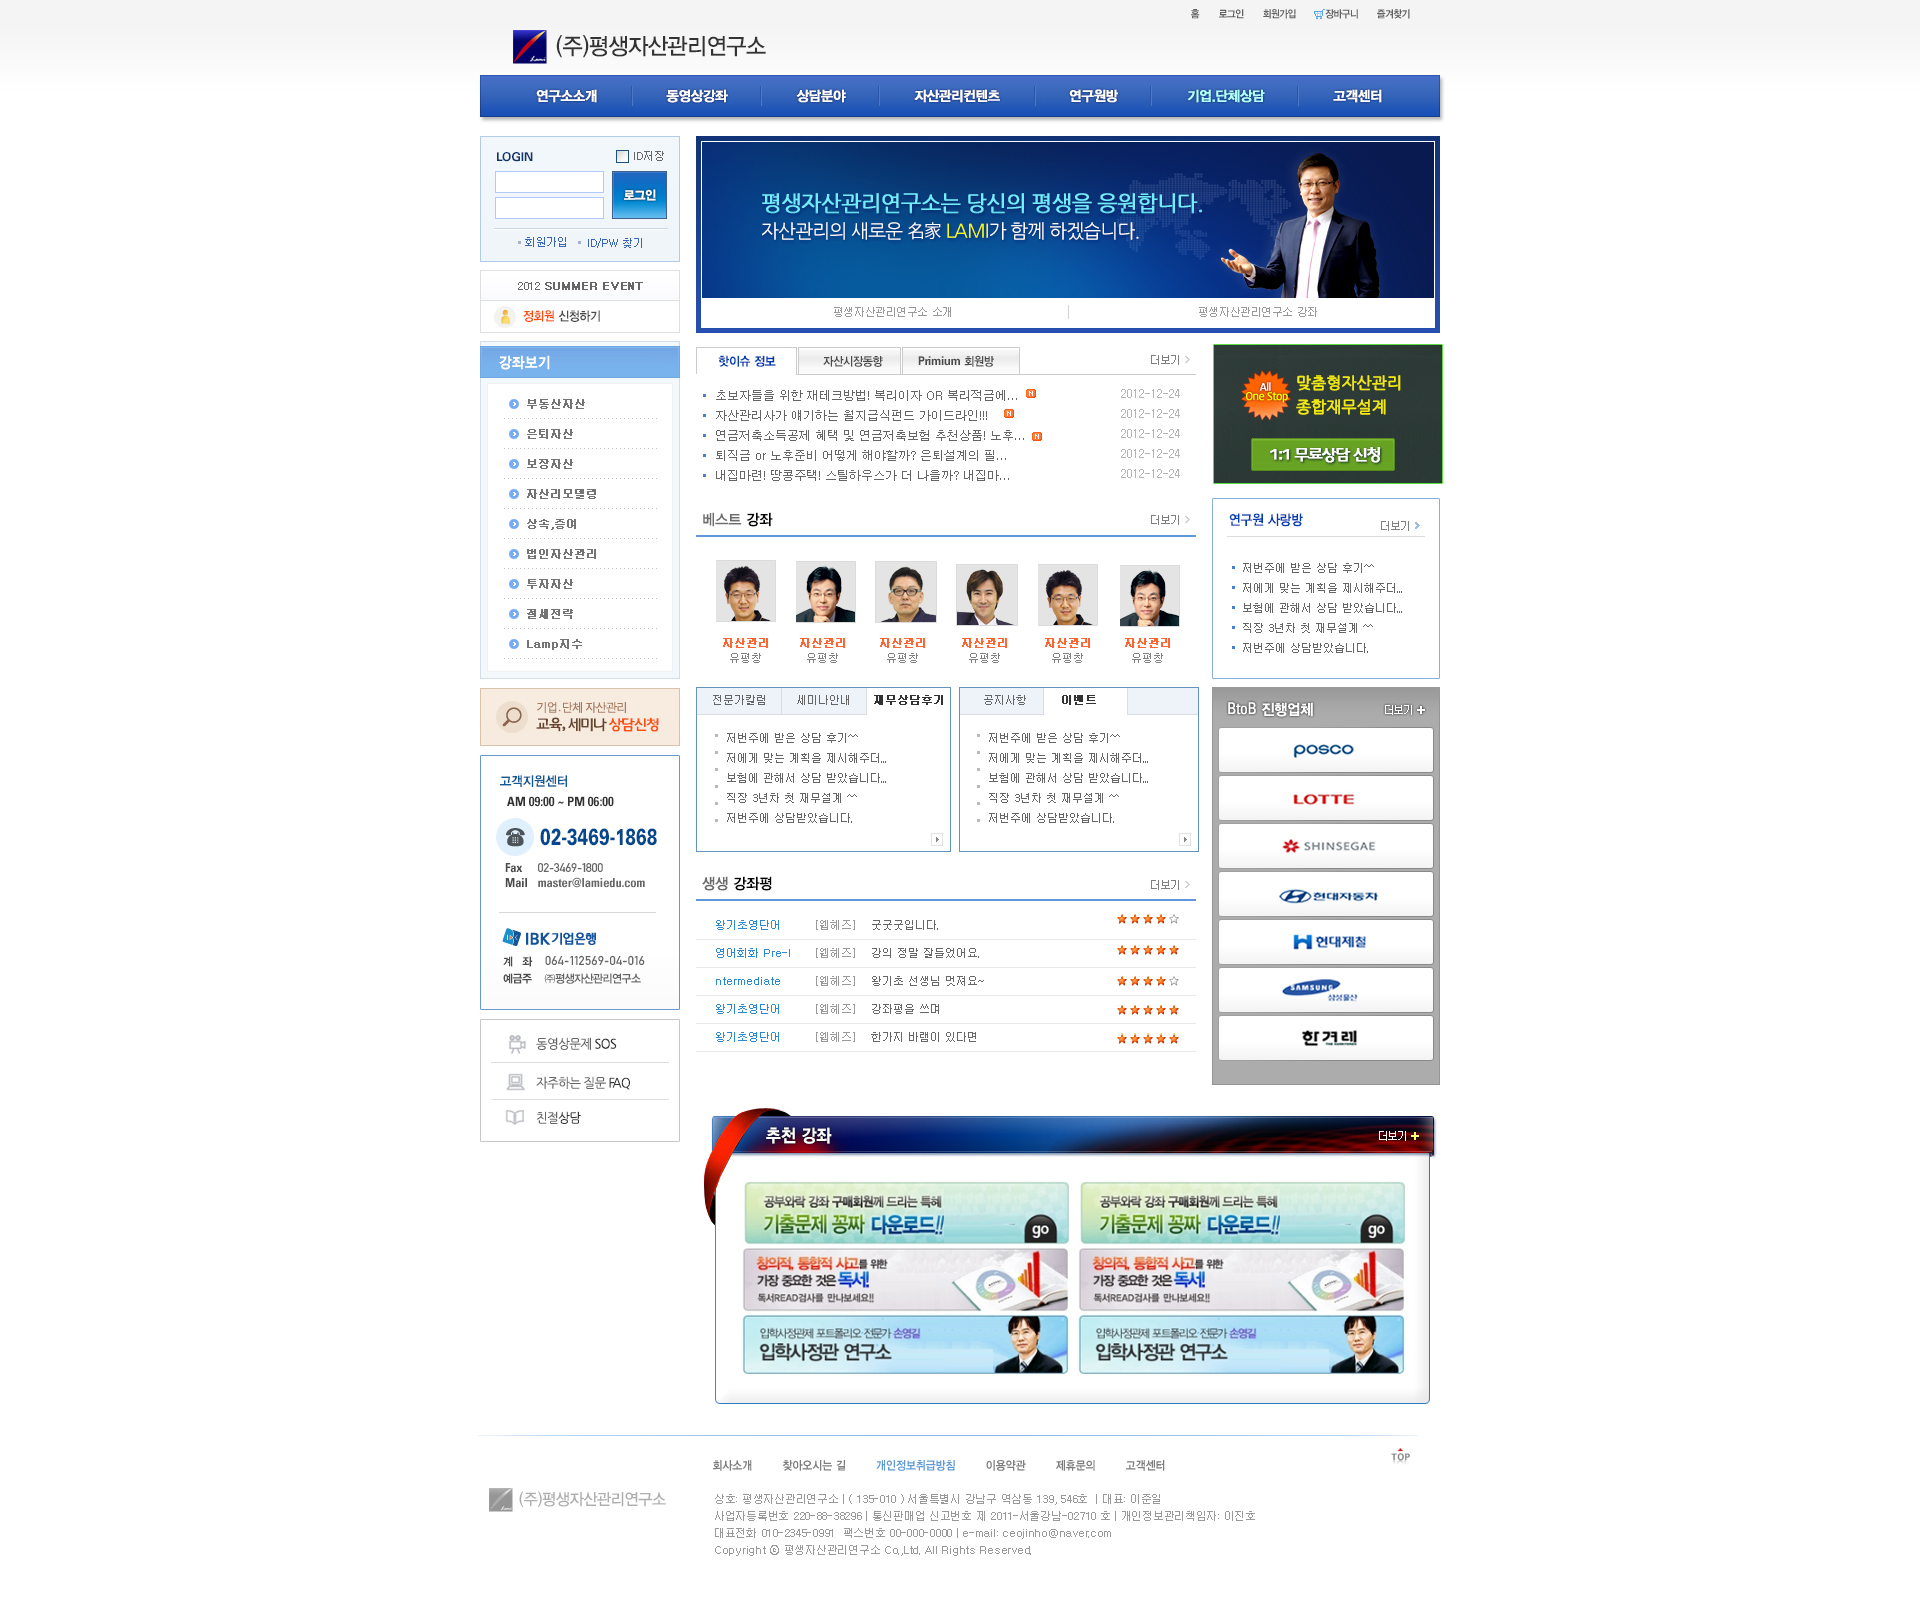 홈 로그인 회원가입 장바구니 즐겨찾기
(주)평생자산관리연구소
연구소소개 동영상강좌 상담분야 자산관리컨텐츠 연구원방 기업.단체상담 고객센터
LOGIN
ID저장
로그인
회원가입 ID/PW 찾기
2012 SUMMER EVENT
정회원 신청하기
강좌보기
부동산자산
은퇴자산
보장자산
자산리모델링
상속,증여
법인자산관리
투자자산
절세전략
Lamp지수
기업.단체 자산관리
교육, 세미나 상담신청
고객지원센터
AM 09:00 ~ PM 06:00
02-3469-1868
Fax 02-3469-1800
Mail master@lamiedu.com
IBK기업은행
계 좌 064-112569-04-016
예금주 ㈜평생자산관리연구소
동영상문제 SOS
자주하는 질문 FAQ
친절상담
평생자산관리연구소는 당신의 평생을 응원합니다.
자산관리의 새로운 名家 LAMI가 함께 하겠습니다.
평생자산관리연구소 소개
평생자산관리연구소 강좌
핫이슈 정보 자산시장동향 Primium 회원방 더보기
초보자들을 위한 재테크방법! 복리이자 OR 복리적금에... N 2012-12-24
자산관리사가 얘기하는 월지급식펀드 가이드라인!!! N 2012-12-24
연금저축소득공제 혜택 및 연금저축보험 추천상품! 노후... N 2012-12-24
퇴직금 or 노후준비 어떻게 해야할까? 은퇴설계의 필... 2012-12-24
내집마련! 땅콩주택! 스틸하우스가 더 나을까? 내집마... 2012-12-24
베스트 강좌 더보기
자산관리 자산관리 자산관리 자산관리 자산관리 자산관리
유평창 유평창 유평창 유평창 유평창 유평창
전문가칼럼 세미나안내 재무상담후기
저번주에 받은 상담 후기^^
저에게 맞는 계획을 제시해주더...
보험에 관해서 상담 받았습니다...
직장 3년차 첫 재무설계 ^^
저번주에 상담받았습니다.
공지사항 이벤트
저번주에 받은 상담 후기^^
저에게 맞는 계획을 제시해주더...
보험에 관해서 상담 받았습니다...
직장 3년차 첫 재무설계 ^^
저번주에 상담받았습니다.
생생 강좌평 더보기
왕기초영단어 [웹헤즈] 굿굿굿입니다.
영어회화 Pre-I [웹헤즈] 강의 정말 잘들었어요.
ntermediate [웹헤즈] 왕기초 선생님 멋져요~
왕기초영단어 [웹헤즈] 강좌평을 쓰며
왕기초영단어 [웹헤즈] 한가지 바램이 있다면
All
One Stop
맞춤형자산관리
종합재무설계
1:1 무료상담 신청
연구원 사랑방 더보기
저번주에 받은 상담 후기^^
저에게 맞는 계획을 제시해주더...
보험에 관해서 상담 받았습니다...
직장 3년차 첫 재무설계 ^^
저번주에 상담받았습니다.
BtoB 진행업체 더보기
posco
LOTTE
SHINSEGAE
현대자동차
현대제철
SAMSUNG
삼성물산
한겨레
추천 강좌 더보기
공부와락 강좌 구매회원께 드리는 특혜
기출문제 꽁짜 다운로드!!
go
공부와락 강좌 구매회원께 드리는 특혜
기출문제 꽁짜 다운로드!!
go
창의적, 통합적 사고를 위한
가장 중요한 것은 독서!
독서READ검사를 만나보세요!!
창의적, 통합적 사고를 위한
가장 중요한 것은 독서!
독서READ검사를 만나보세요!!
입학사정관제 포트폴리오 전문가 손영길
입학사정관 연구소
입학사정관제 포트폴리오 전문가 손영길
입학사정관 연구소
회사소개 찾아오시는 길 개인정보취급방침 이용약관 제휴문의 고객센터
TOP
(주)평생자산관리연구소
상호: 평생자산관리연구소 | ( 135-010 ) 서울특별시 강남구 역삼동 139, 546호 | 대표: 이준일
사업자등록번호 220-88-38296 | 통신판매업 신고번호 제 2011-서울강남-02710 호 | 개인정보관리책임자: 이진호
대표전화 010-2345-0991 팩스번호 00-000-0000 | e-mail: ceojinho@naver.com
Copyright ⓒ 평생자산관리연구소 Co.,Ltd. All Rights Reserved.